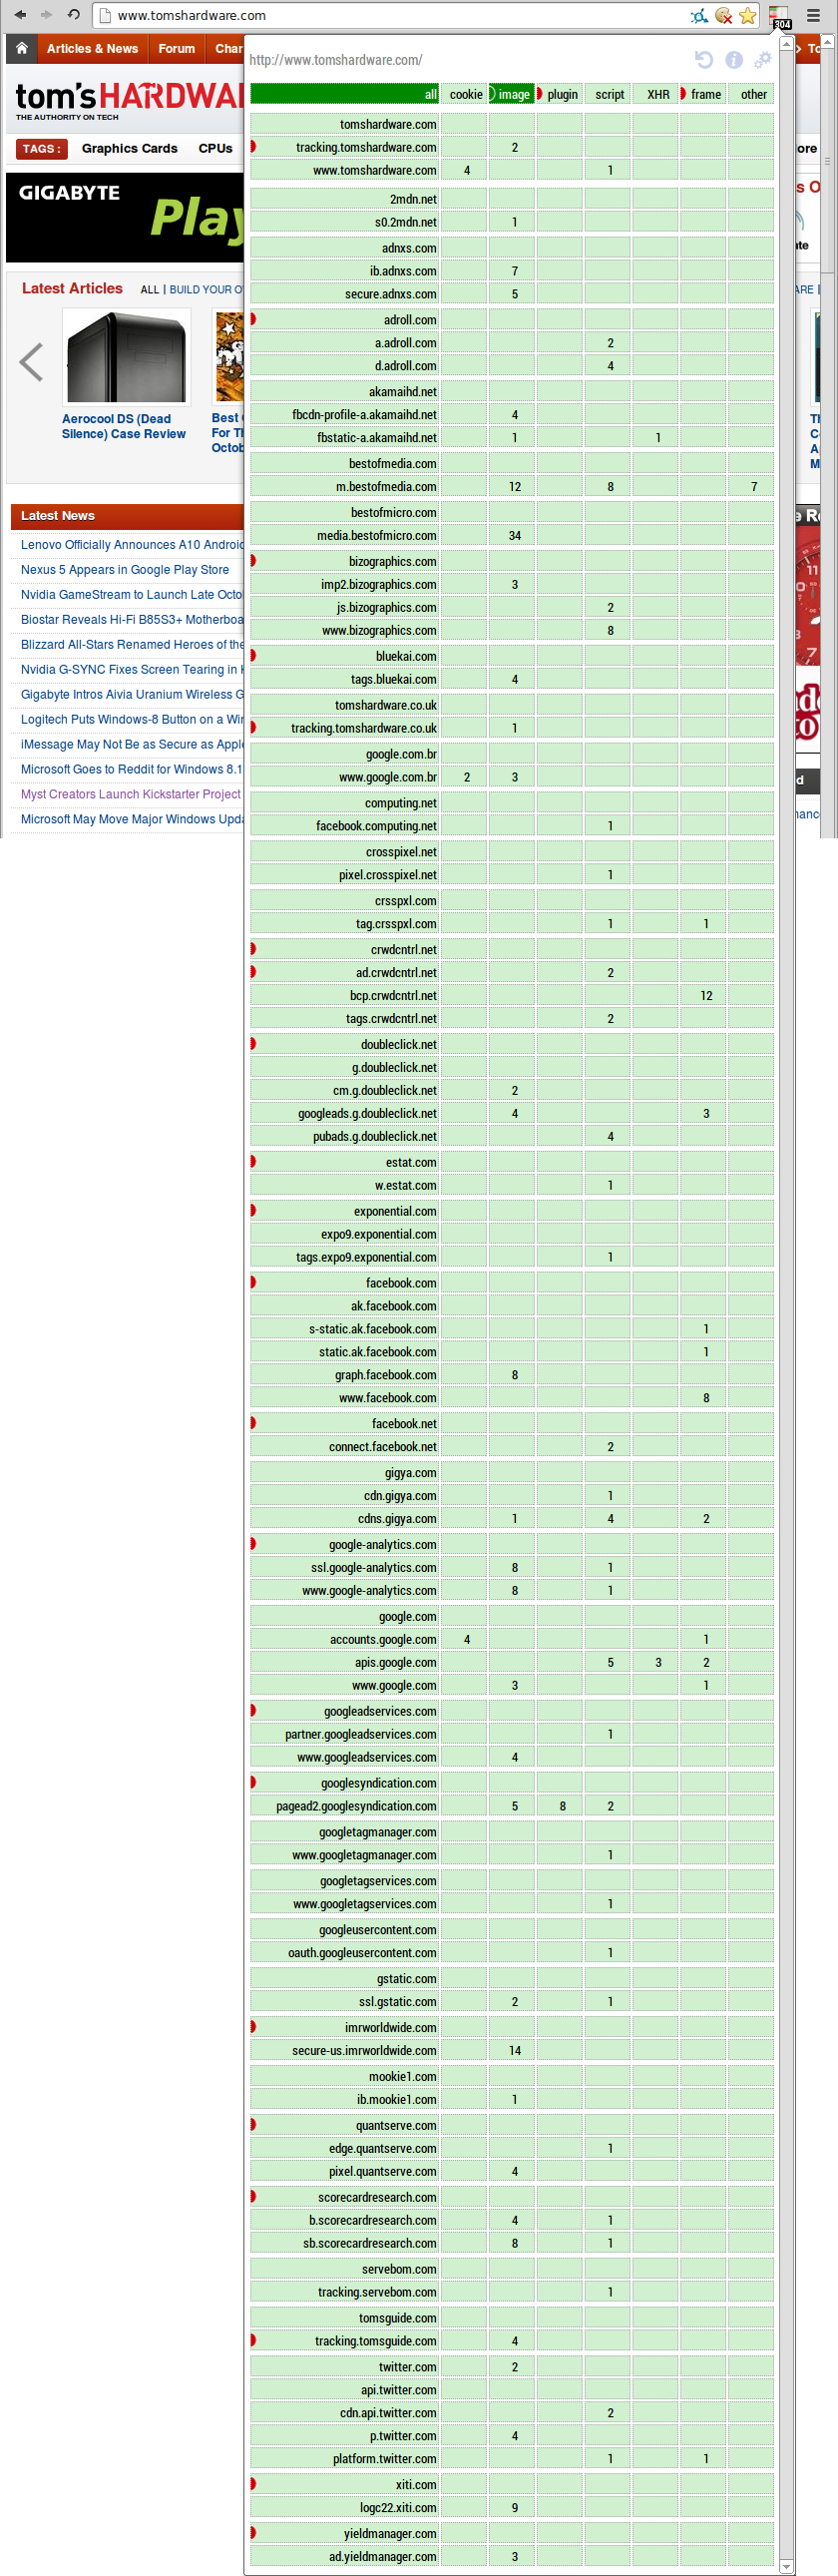 www.tomshardware.com
304
Articles & News Forum Char
tom's HARDWA
THE AUTHORITY ON TECH
TAGS : Graphics Cards CPUs
GIGABYTE
Play
Latest Articles ALL | BUILD YOUR O
Aerocool DS (Dead
Silence) Case Review
Best
For Th
Octob
Latest News
Lenovo Officially Announces A10 Androi
Nexus 5 Appears in Google Play Store
Nvidia GameStream to Launch Late Octo
Biostar Reveals Hi-Fi B85S3+ Motherboa
Blizzard All-Stars Renamed Heroes of the
Nvidia G-SYNC Fixes Screen Tearing in
Gigabyte Intros Aivia Uranium Wireless G
Logitech Puts Windows-8 Button on a Wi
iMessage May Not Be as Secure as Apple
Microsoft Goes to Reddit for Windows 8.1
Myst Creators Launch Kickstarter Project
Microsoft May Move Major Windows Upda
http://www.tomshardware.com/
all cookie image plugin script XHR frame other
tomshardware.com
tracking.tomshardware.com 2
www.tomshardware.com 4 1
2mdn.net
s0.2mdn.net 1
adnxs.com
ib.adnxs.com 7
secure.adnxs.com 5
adroll.com
a.adroll.com 2
d.adroll.com 4
akamaihd.net
fbcdn-profile-a.akamaihd.net 4
fbstatic-a.akamaihd.net 1 1
bestofmedia.com
m.bestofmedia.com 12 8 7
bestofmicro.com
media.bestofmicro.com 34
bizographics.com
imp2.bizographics.com 3
js.bizographics.com 2
www.bizographics.com 8
bluekai.com
tags.bluekai.com 4
tomshardware.co.uk
tracking.tomshardware.co.uk 1
google.com.br
www.google.com.br 2 3
computing.net
facebook.computing.net 1
crosspixel.net
pixel.crosspixel.net 1
crsspxl.com
tag.crsspxl.com 1 1
crwdcntrl.net
ad.crwdcntrl.net 2
bcp.crwdcntrl.net 12
tags.crwdcntrl.net 2
doubleclick.net
g.doubleclick.net
cm.g.doubleclick.net 2
googleads.g.doubleclick.net 4 3
pubads.g.doubleclick.net 4
estat.com
w.estat.com 1
exponential.com
expo9.exponential.com
tags.expo9.exponential.com 1
facebook.com
ak.facebook.com
s-static.ak.facebook.com 1
static.ak.facebook.com 1
graph.facebook.com 8
www.facebook.com 8
facebook.net
connect.facebook.net 2
gigya.com
cdn.gigya.com 1
cdns.gigya.com 1 4 2
google-analytics.com
ssl.google-analytics.com 8 1
www.google-analytics.com 8 1
google.com
accounts.google.com 4 1
apis.google.com 5 3 2
www.google.com 3 1
googleadservices.com
partner.googleadservices.com 1
www.googleadservices.com 4
googlesyndication.com
pagead2.googlesyndication.com 5 8 2
googletagmanager.com
www.googletagmanager.com 1
googletagservices.com
www.googletagservices.com 1
googleusercontent.com
oauth.googleusercontent.com 1
gstatic.com
ssl.gstatic.com 2 1
imrworldwide.com
secure-us.imrworldwide.com 14
mookie1.com
ib.mookie1.com 1
quantserve.com
edge.quantserve.com 1
pixel.quantserve.com 4
scorecardresearch.com
b.scorecardresearch.com 4 1
sb.scorecardresearch.com 8 1
servebom.com
tracking.servebom.com 1
tomsguide.com
tracking.tomsguide.com 4
twitter.com 2
api.twitter.com
cdn.api.twitter.com 2
p.twitter.com 4
platform.twitter.com 1 1
xiti.com
logc22.xiti.com 9
yieldmanager.com
ad.yieldmanager.com 3